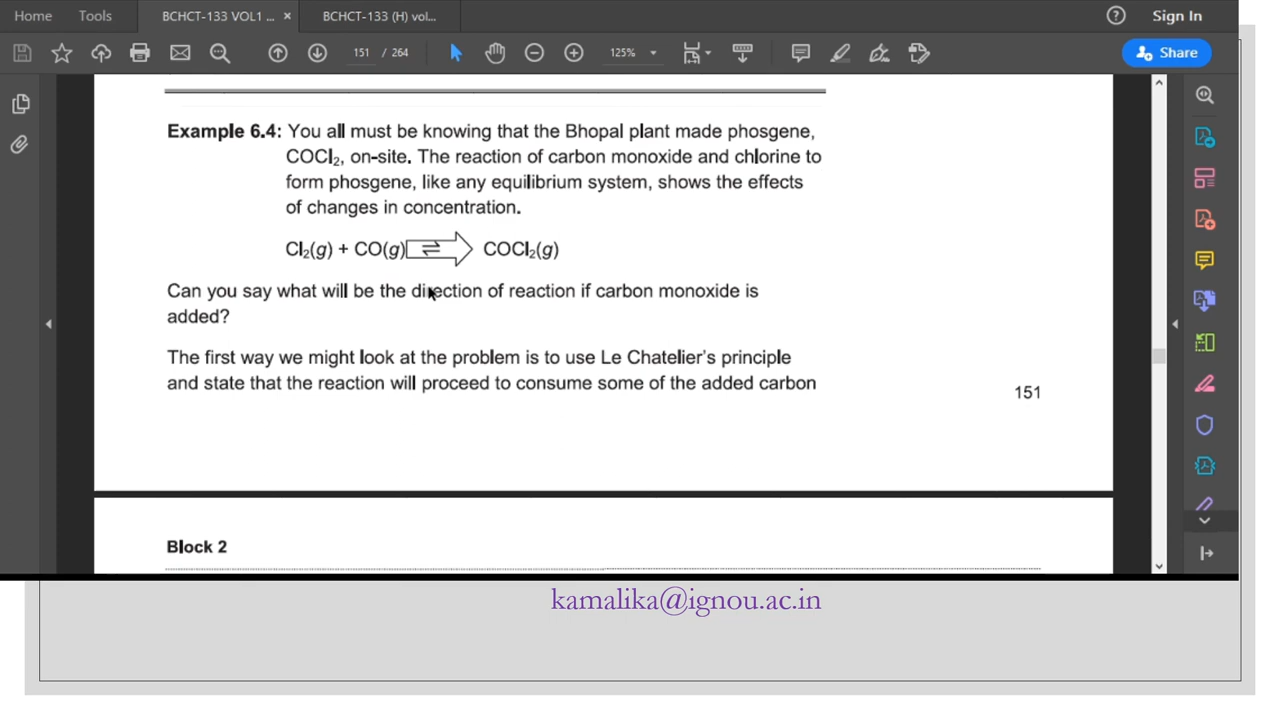 Home Tools BCHCT-133 VOL1 ... × BCHCT-133 (H) vol... ? Sign In
151 / 264 125% Share
Example 6.4: You all must be knowing that the Bhopal plant made phosgene,
COCl₂, on-site. The reaction of carbon monoxide and chlorine to
form phosgene, like any equilibrium system, shows the effects
of changes in concentration.
Cl₂(g) + CO(g) ⇌ COCl₂(g)
Can you say what will be the direction of reaction if carbon monoxide is
added?
The first way we might look at the problem is to use Le Chatelier's principle
and state that the reaction will proceed to consume some of the added carbon
151
Block 2
kamalika@ignou.ac.in